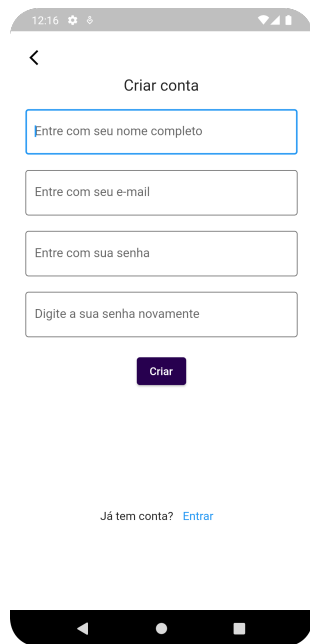 12:16
Criar conta
Entre com seu nome completo
Entre com seu e-mail
Entre com sua senha
Digite a sua senha novamente
Criar
Já tem conta? Entrar